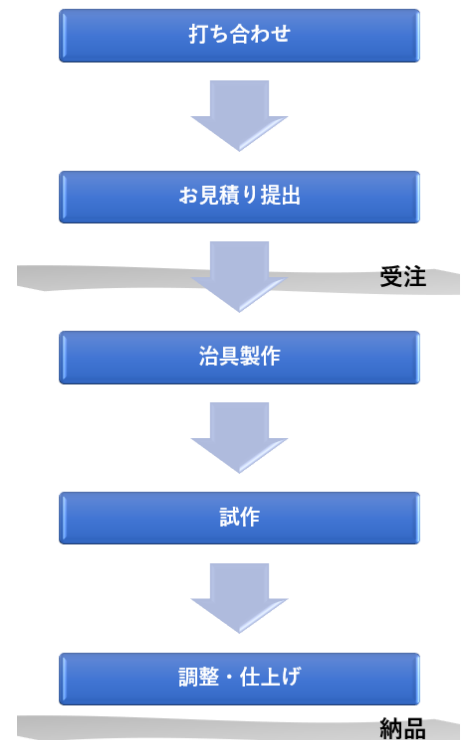 打ち合わせ
お見積り提出
受注
治具製作
試作
調整・仕上げ
納品